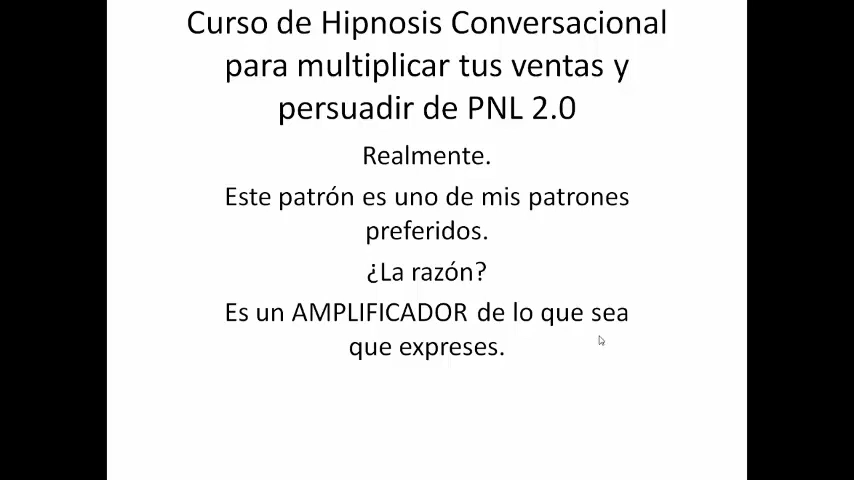 Curso de Hipnosis Conversacional
para multiplicar tus ventas y
persuadir de PNL 2.0
Realmente.
Este patrón es uno de mis patrones
preferidos.
¿La razón?
Es un AMPLIFICADOR de lo que sea
que expreses.